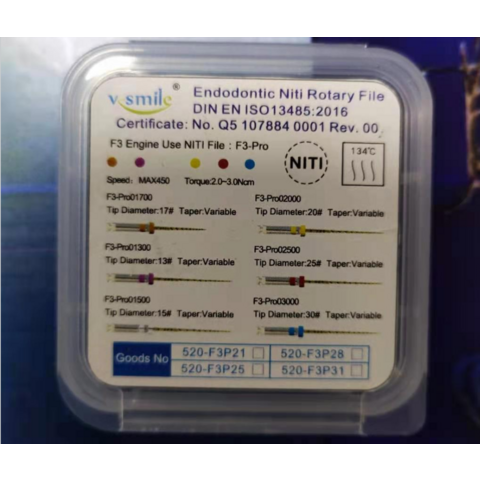 v smile ®
Endodontic Niti Rotary File
DIN EN ISO13485:2016
Certificate: No. Q5 107884 0001 Rev. 00
F3 Engine Use NITI File : F3-Pro
Speed: MAX450 Torque:2.0~3.0Ncm
NITI
134℃
F3-Pro01700
Tip Diameter:17# Taper:Variable
F3-Pro02000
Tip Diameter:20# Taper:Variable
F3-Pro01300
Tip Diameter:13# Taper:Variable
F3-Pro02500
Tip Diameter:25# Taper:Variable
F3-Pro01500
Tip Diameter:15# Taper:Variable
F3-Pro03000
Tip Diameter:30# Taper:Variable
Goods No
520-F3P21 520-F3P28
520-F3P25 520-F3P31